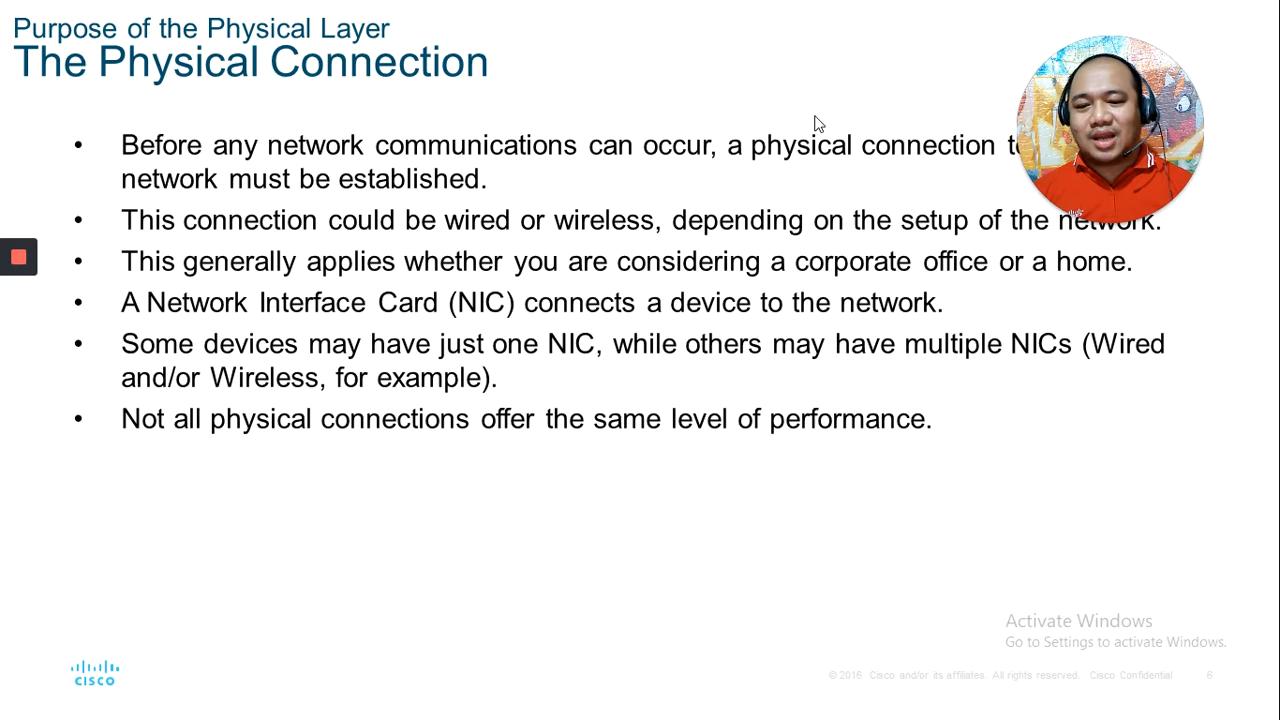 Purpose of the Physical Layer
The Physical Connection
• Before any network communications can occur, a physical connection
network must be established.
• This connection could be wired or wireless, depending on the setup of the network.
• This generally applies whether you are considering a corporate office or a home.
• A Network Interface Card (NIC) connects a device to the network.
• Some devices may have just one NIC, while others may have multiple NICs (Wired
and/or Wireless, for example).
• Not all physical connections offer the same level of performance.
Activate Windows
Go to Settings to activate Windows.
CISCO
© 2016 Cisco and/or its affiliates. All rights reserved. Cisco Confidential 6